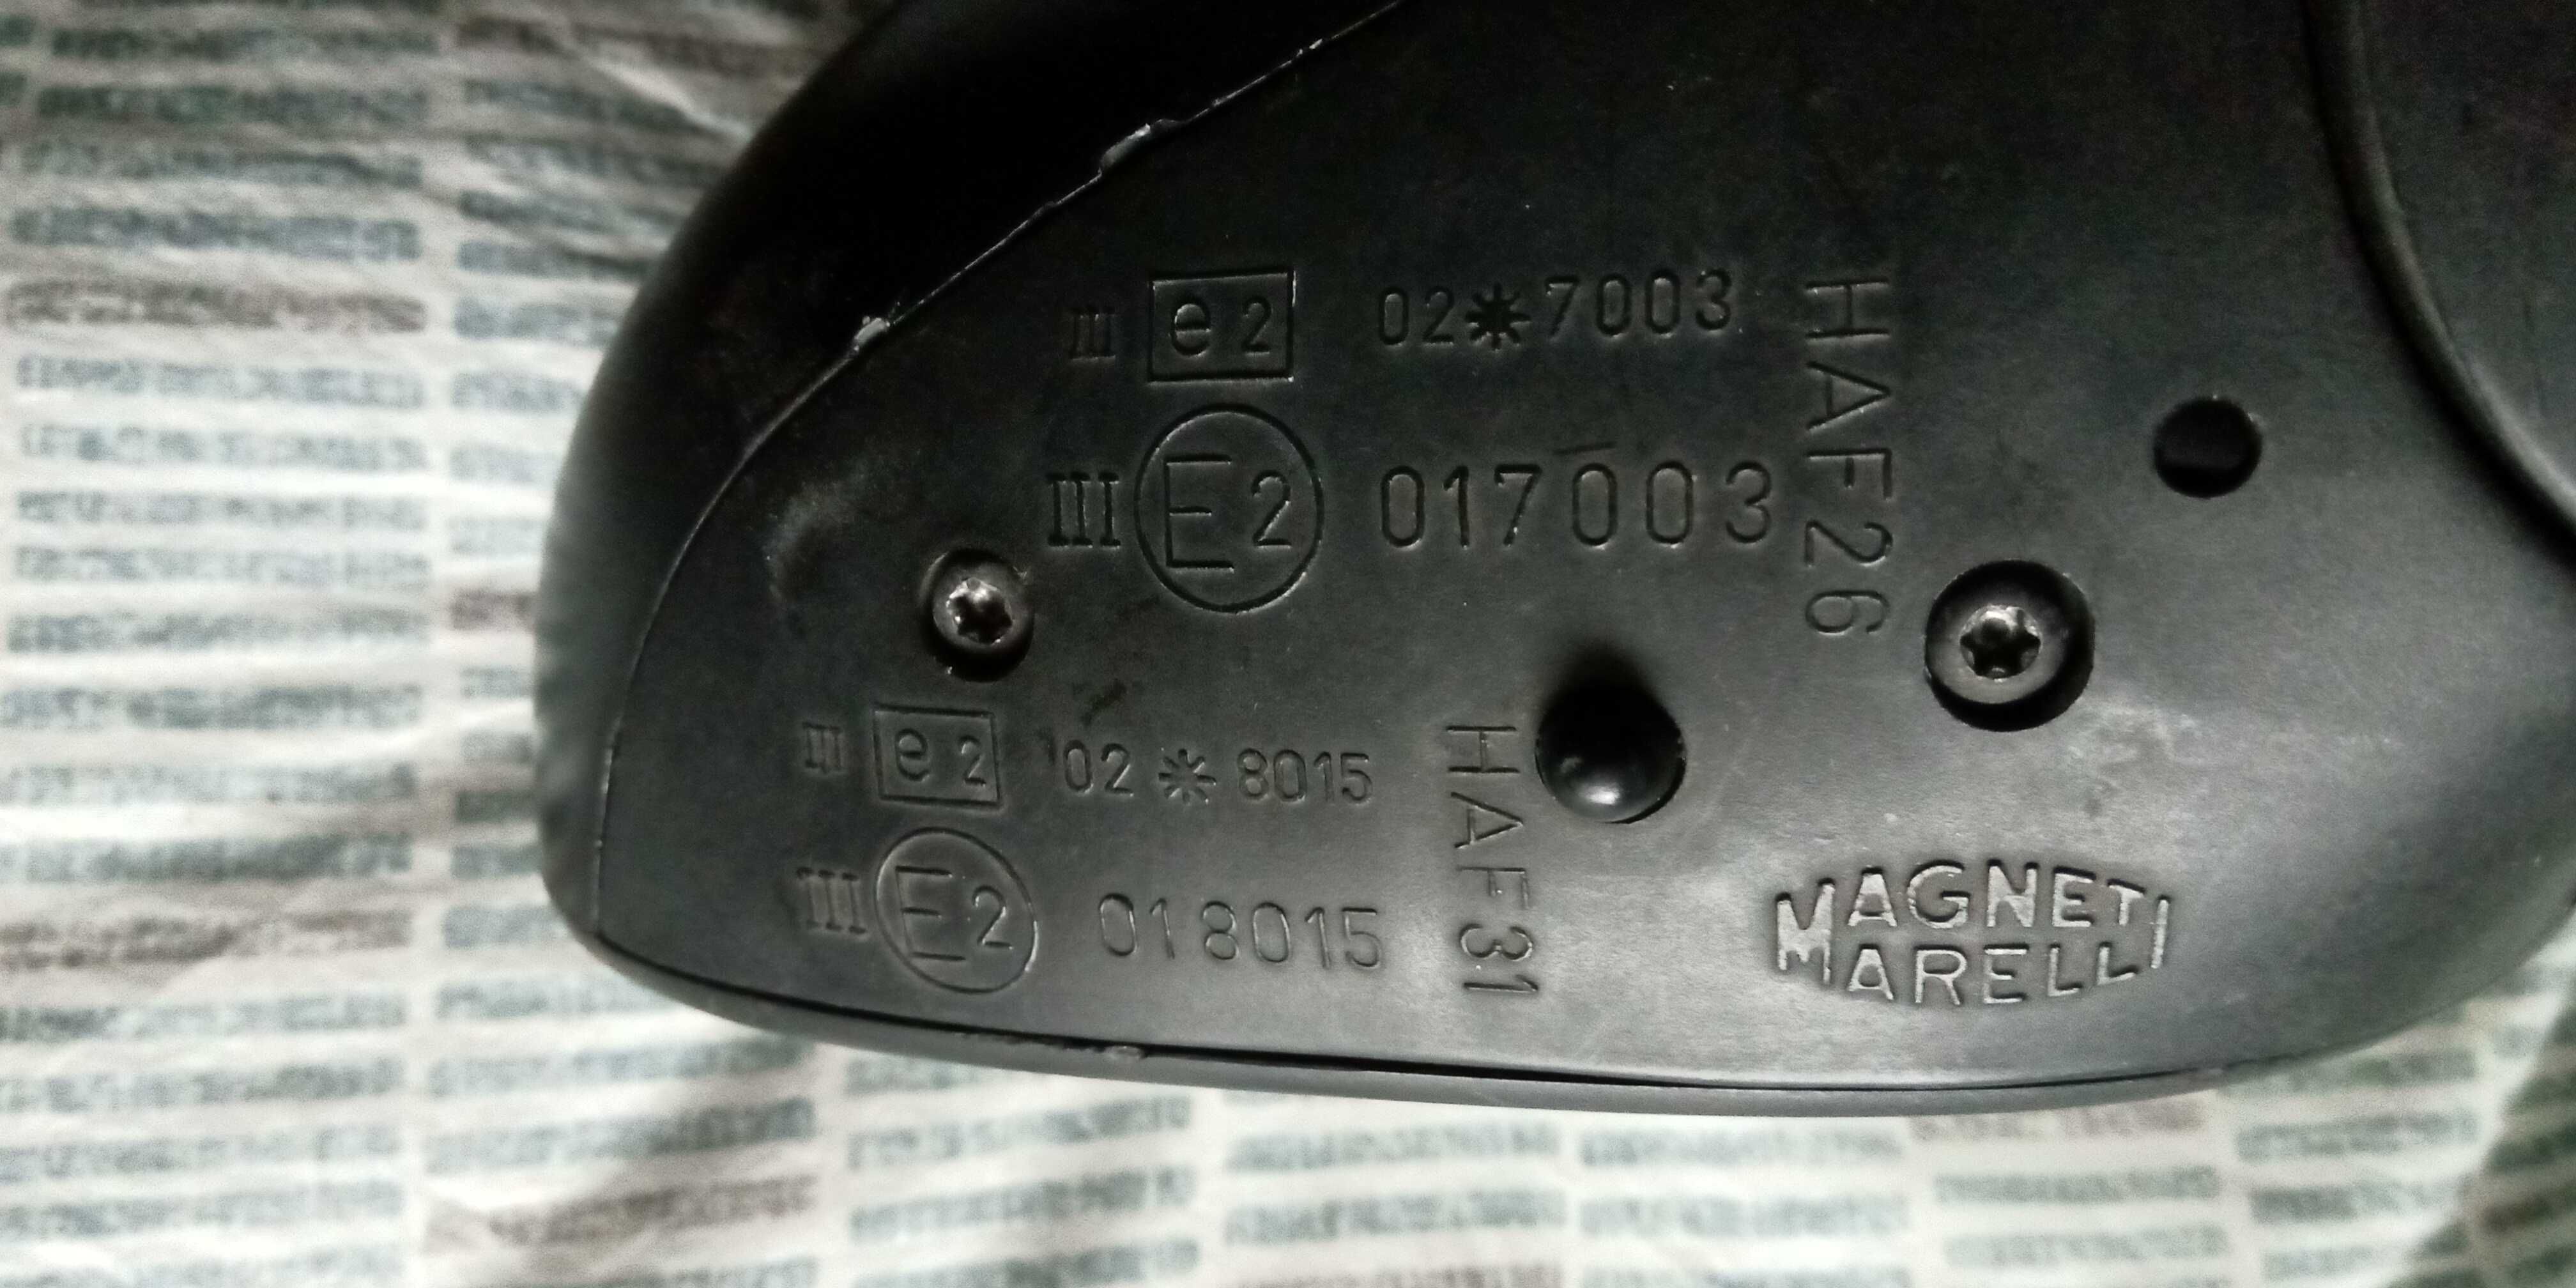 III e2 02*7003
III E2 017003
HAF26
III e2 02*8015
III E2 018015
HAF31
MAGNETI
MARELLI